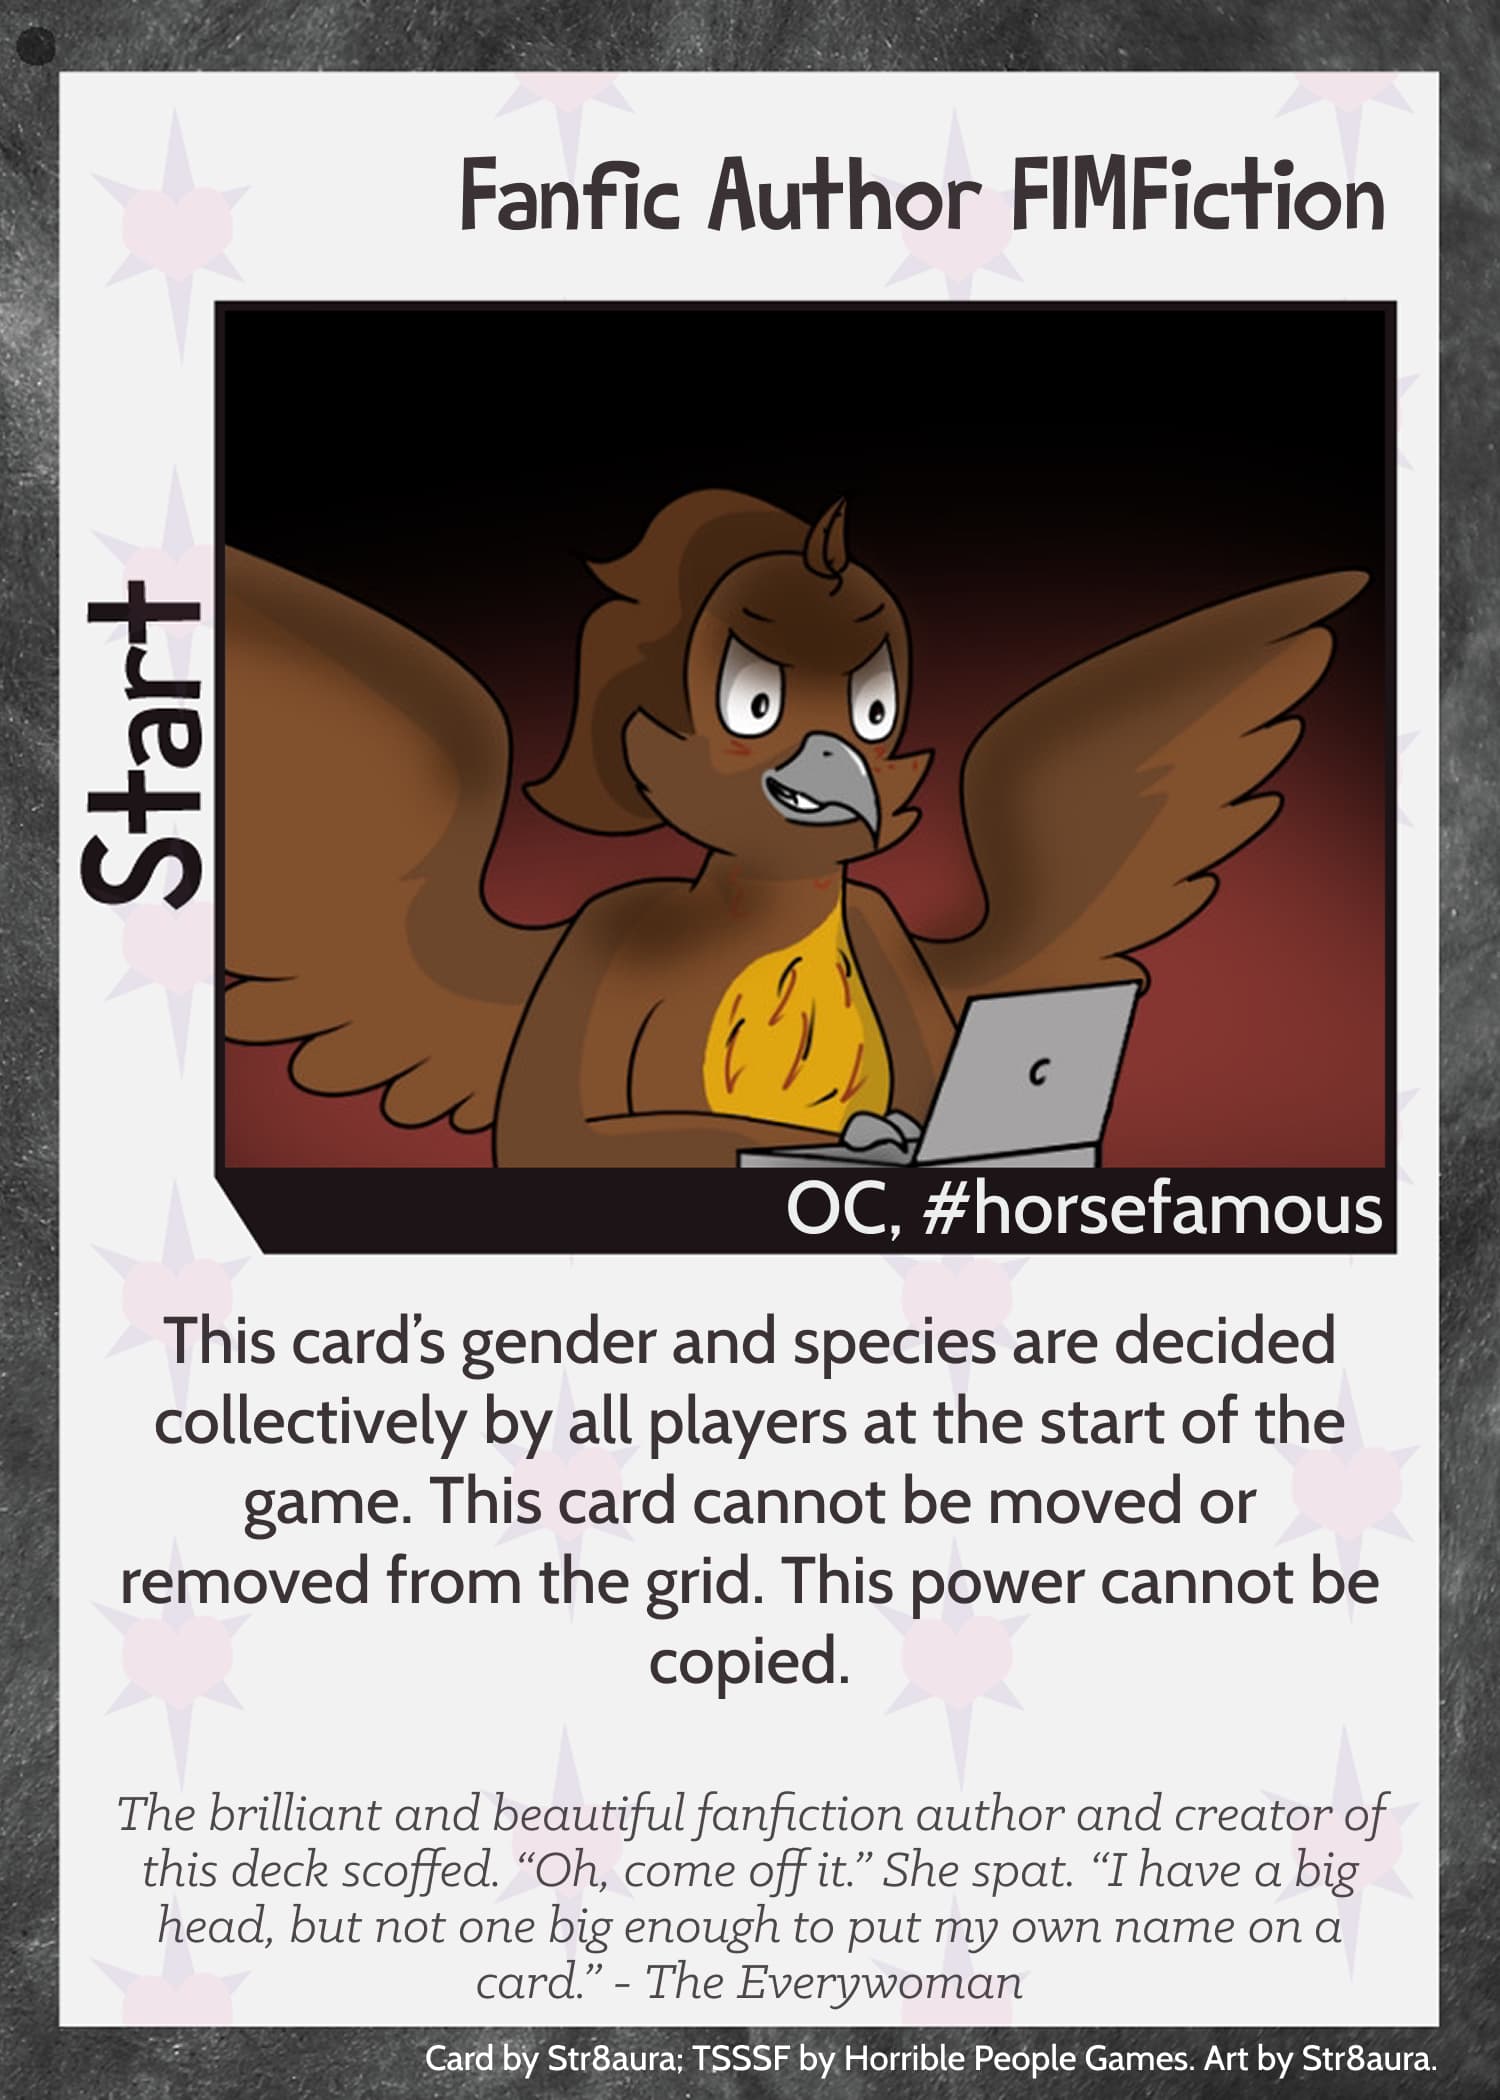 Fanfic Author FIMFiction
Start
C
OC, #horsefamous
This card’s gender and species are decided
collectively by all players at the start of the
game. This card cannot be moved or
removed from the grid. This power cannot be
copied.
The brilliant and beautiful fanfiction author and creator of
this deck scoffed. “Oh, come off it.” She spat. “I have a big
head, but not one big enough to put my own name on a
card.” - The Everywoman
Card by Str8aura; TSSSF by Horrible People Games. Art by Str8aura.